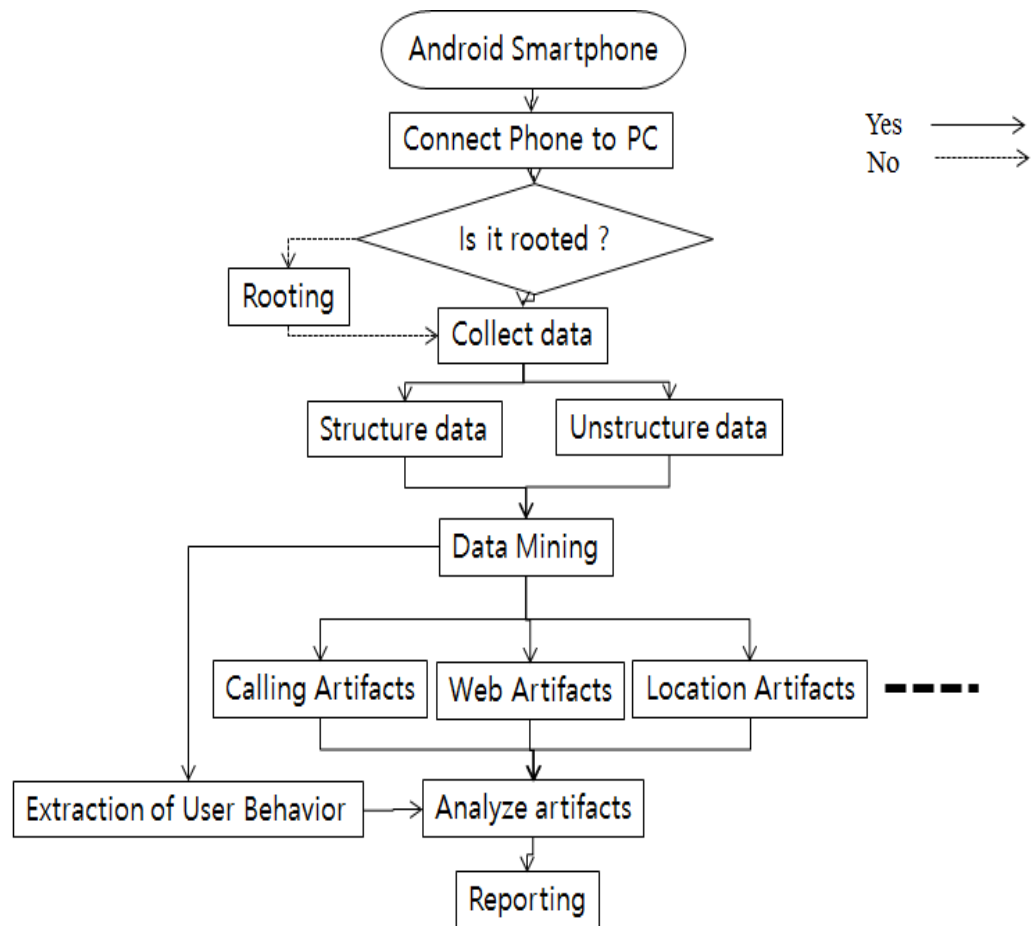 Android Smartphone
Connect Phone to PC
Yes
No
Is it rooted ?
Rooting
Collect data
Structure data
Unstructure data
Data Mining
Calling Artifacts
Web Artifacts
Location Artifacts
Extraction of User Behavior
Analyze artifacts
Reporting